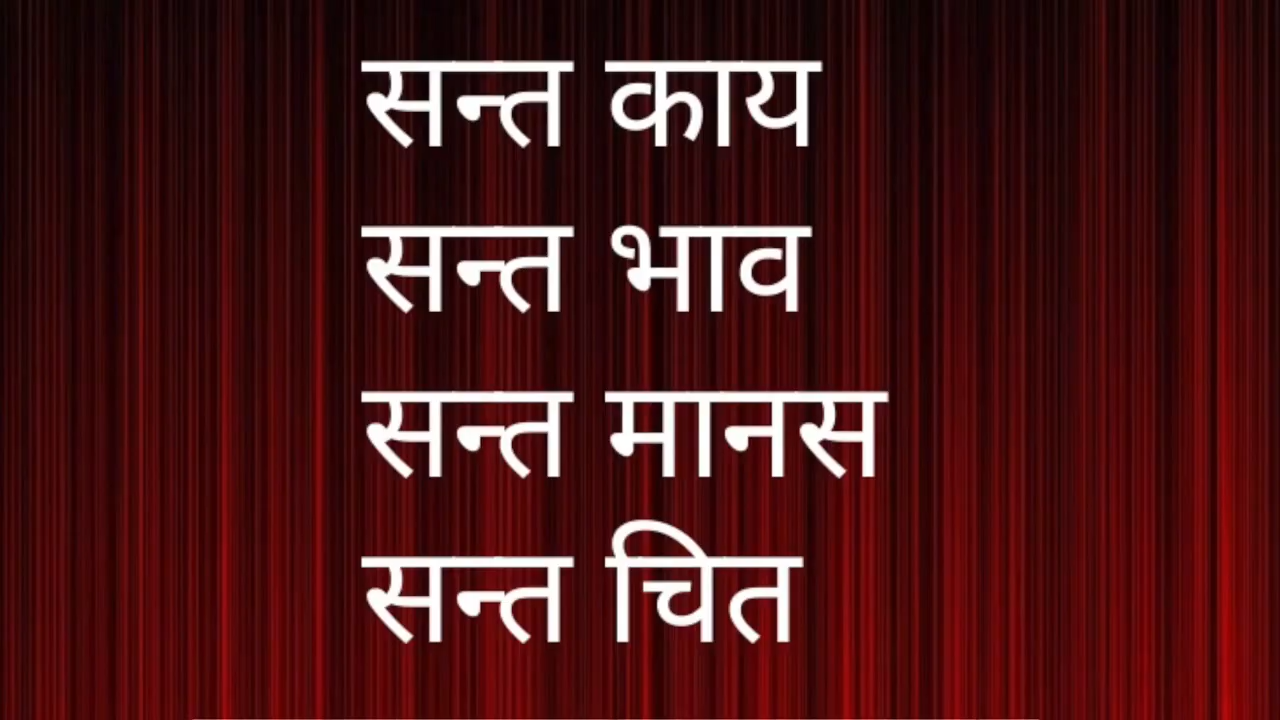 सन्त काय
सन्त भाव
सन्त मानस
सन्त चित